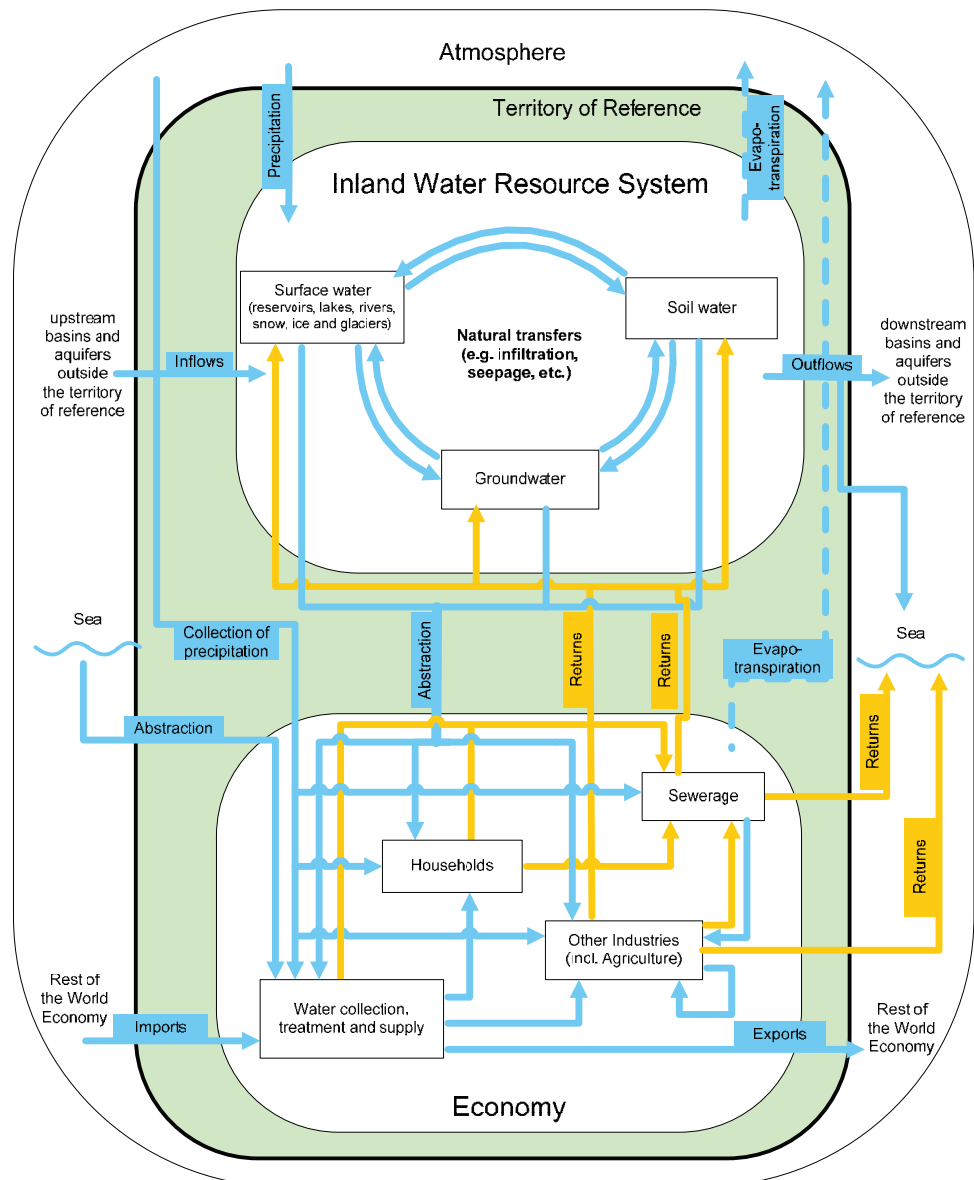 Atmosphere
Territory of Reference
Precipitation
Evapo-
transpiration
Inland Water Resource System
Surface water
(reservoirs, lakes, rivers,
snow, ice and glaciers)
Soil water
Natural transfers
(e.g. infiltration,
seepage, etc.)
upstream
basins and
aquifers
outside
the territory
of reference
Inflows
Outflows
downstream
basins and
aquifers
outside
the territory
of reference
Groundwater
Sea
Collection of
precipitation
Abstraction
Returns
Returns
Evapo-
transpiration
Sea
Abstraction
Returns
Sewerage
Households
Returns
Other Industries
(incl. Agriculture)
Rest of
the World
Economy
Imports
Water collection,
treatment and supply
Exports
Rest of
the World
Economy
Economy